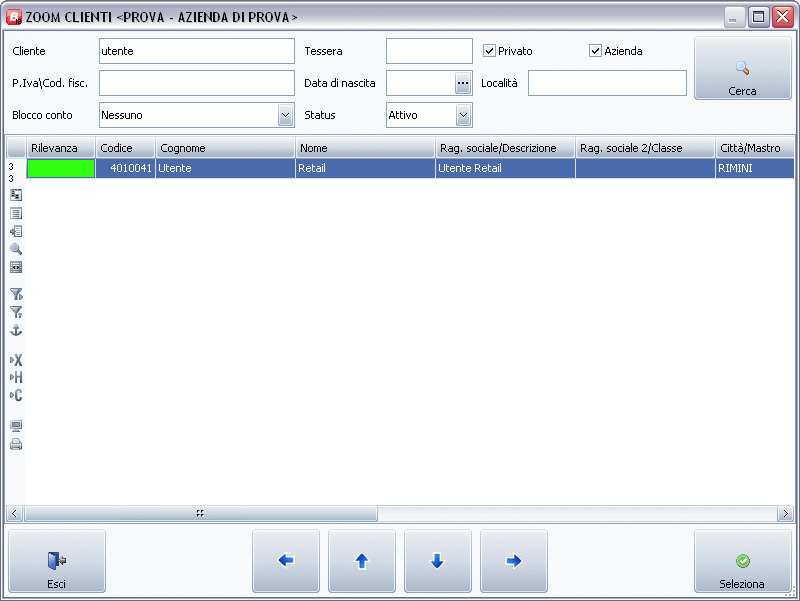 ZOOM CLIENTI <PROVA - AZIENDA DI PROVA>
Cliente utente Tessera Privato Azienda
P.Iva\Cod. fisc. Data di nascita ... Località
Cerca
Blocco conto Nessuno Status Attivo
Rilevanza Codice Cognome Nome Rag. sociale/Descrizione Rag. sociale 2/Classe Città/Mastro
3 4010041 Utente Retail Utente Retail RIMINI
3
X
H
C
Esci Seleziona